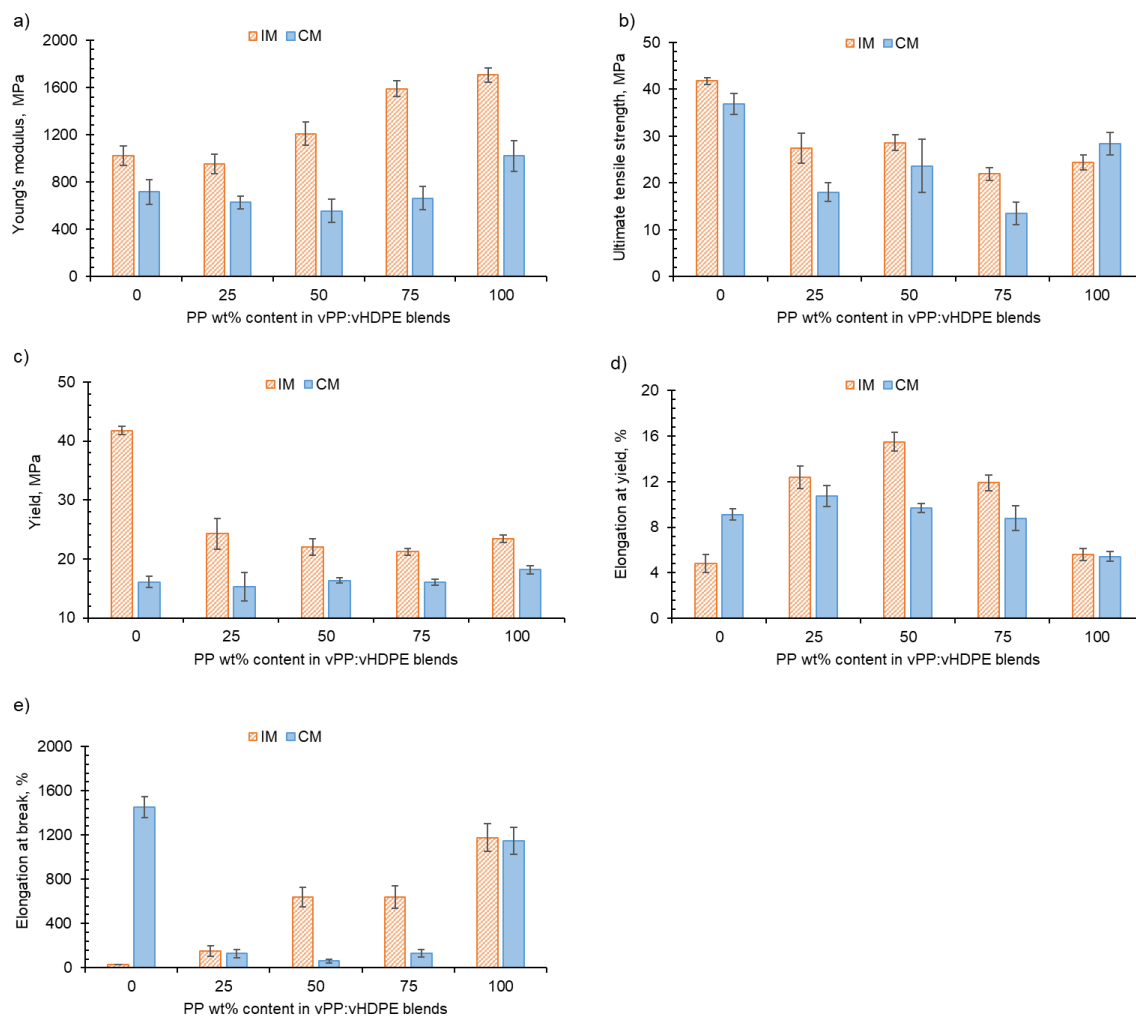 a)
IM CM
2000
1600
1200
800
400
0
Young's modulus, MPa
0 25 50 75 100
PP wt% content in vPP:vHDPE blends
b)
IM CM
50
40
30
20
10
0
Ultimate tensile strength, MPa
0 25 50 75 100
PP wt% content in vPP:vHDPE blends
c)
IM CM
50
40
30
20
10
Yield, MPa
0 25 50 75 100
PP wt% content in vPP:vHDPE blends
d)
IM CM
20
16
12
8
4
0
Elongation at yield, %
0 25 50 75 100
PP wt% content in vPP:vHDPE blends
e)
IM CM
2000
1600
1200
800
400
0
Elongation at break, %
0 25 50 75 100
PP wt% content in vPP:vHDPE blends